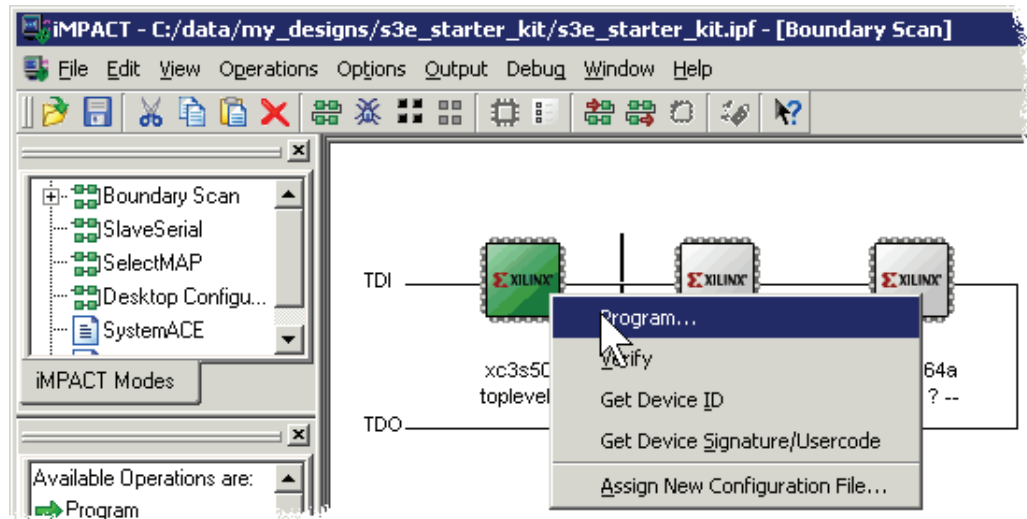 iMPACT - C:/data/my_designs/s3e_starter_kit/s3e_starter_kit.ipf - [Boundary Scan]
File Edit View Operations Options Output Debug Window Help
Boundary Scan
SlaveSerial
SelectMAP
Desktop Configu...
SystemACE
iMPACT Modes
Available Operations are:
Program
TDI
XILINX
XILINX
XILINX
xc3s50
toplevel
64a
? --
TDO
Program...
Verify
Get Device ID
Get Device Signature/Usercode
Assign New Configuration File...